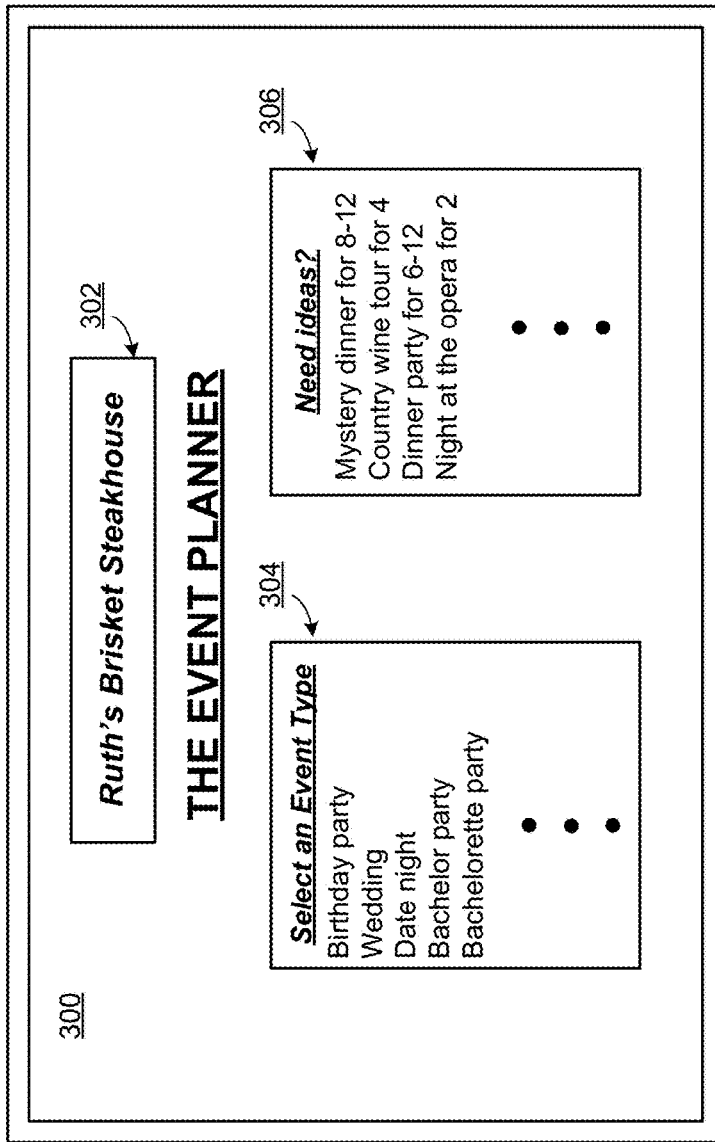 300
302
Ruth's Brisket Steakhouse
THE EVENT PLANNER
304
Select an Event Type
Birthday party
Wedding
Date night
Bachelor party
Bachelorette party
306
Need ideas?
Mystery dinner for 8-12
Country wine tour for 4
Dinner party for 6-12
Night at the opera for 2